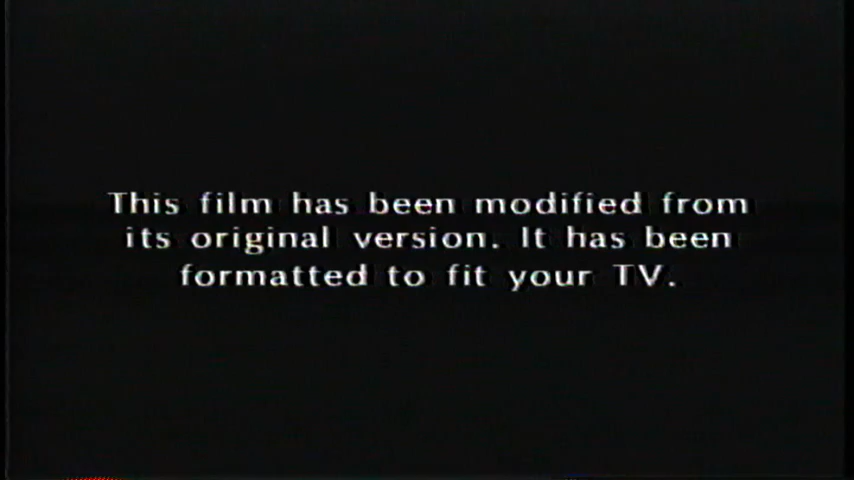 This film has been modified from
its original version. It has been
formatted to fit your TV.